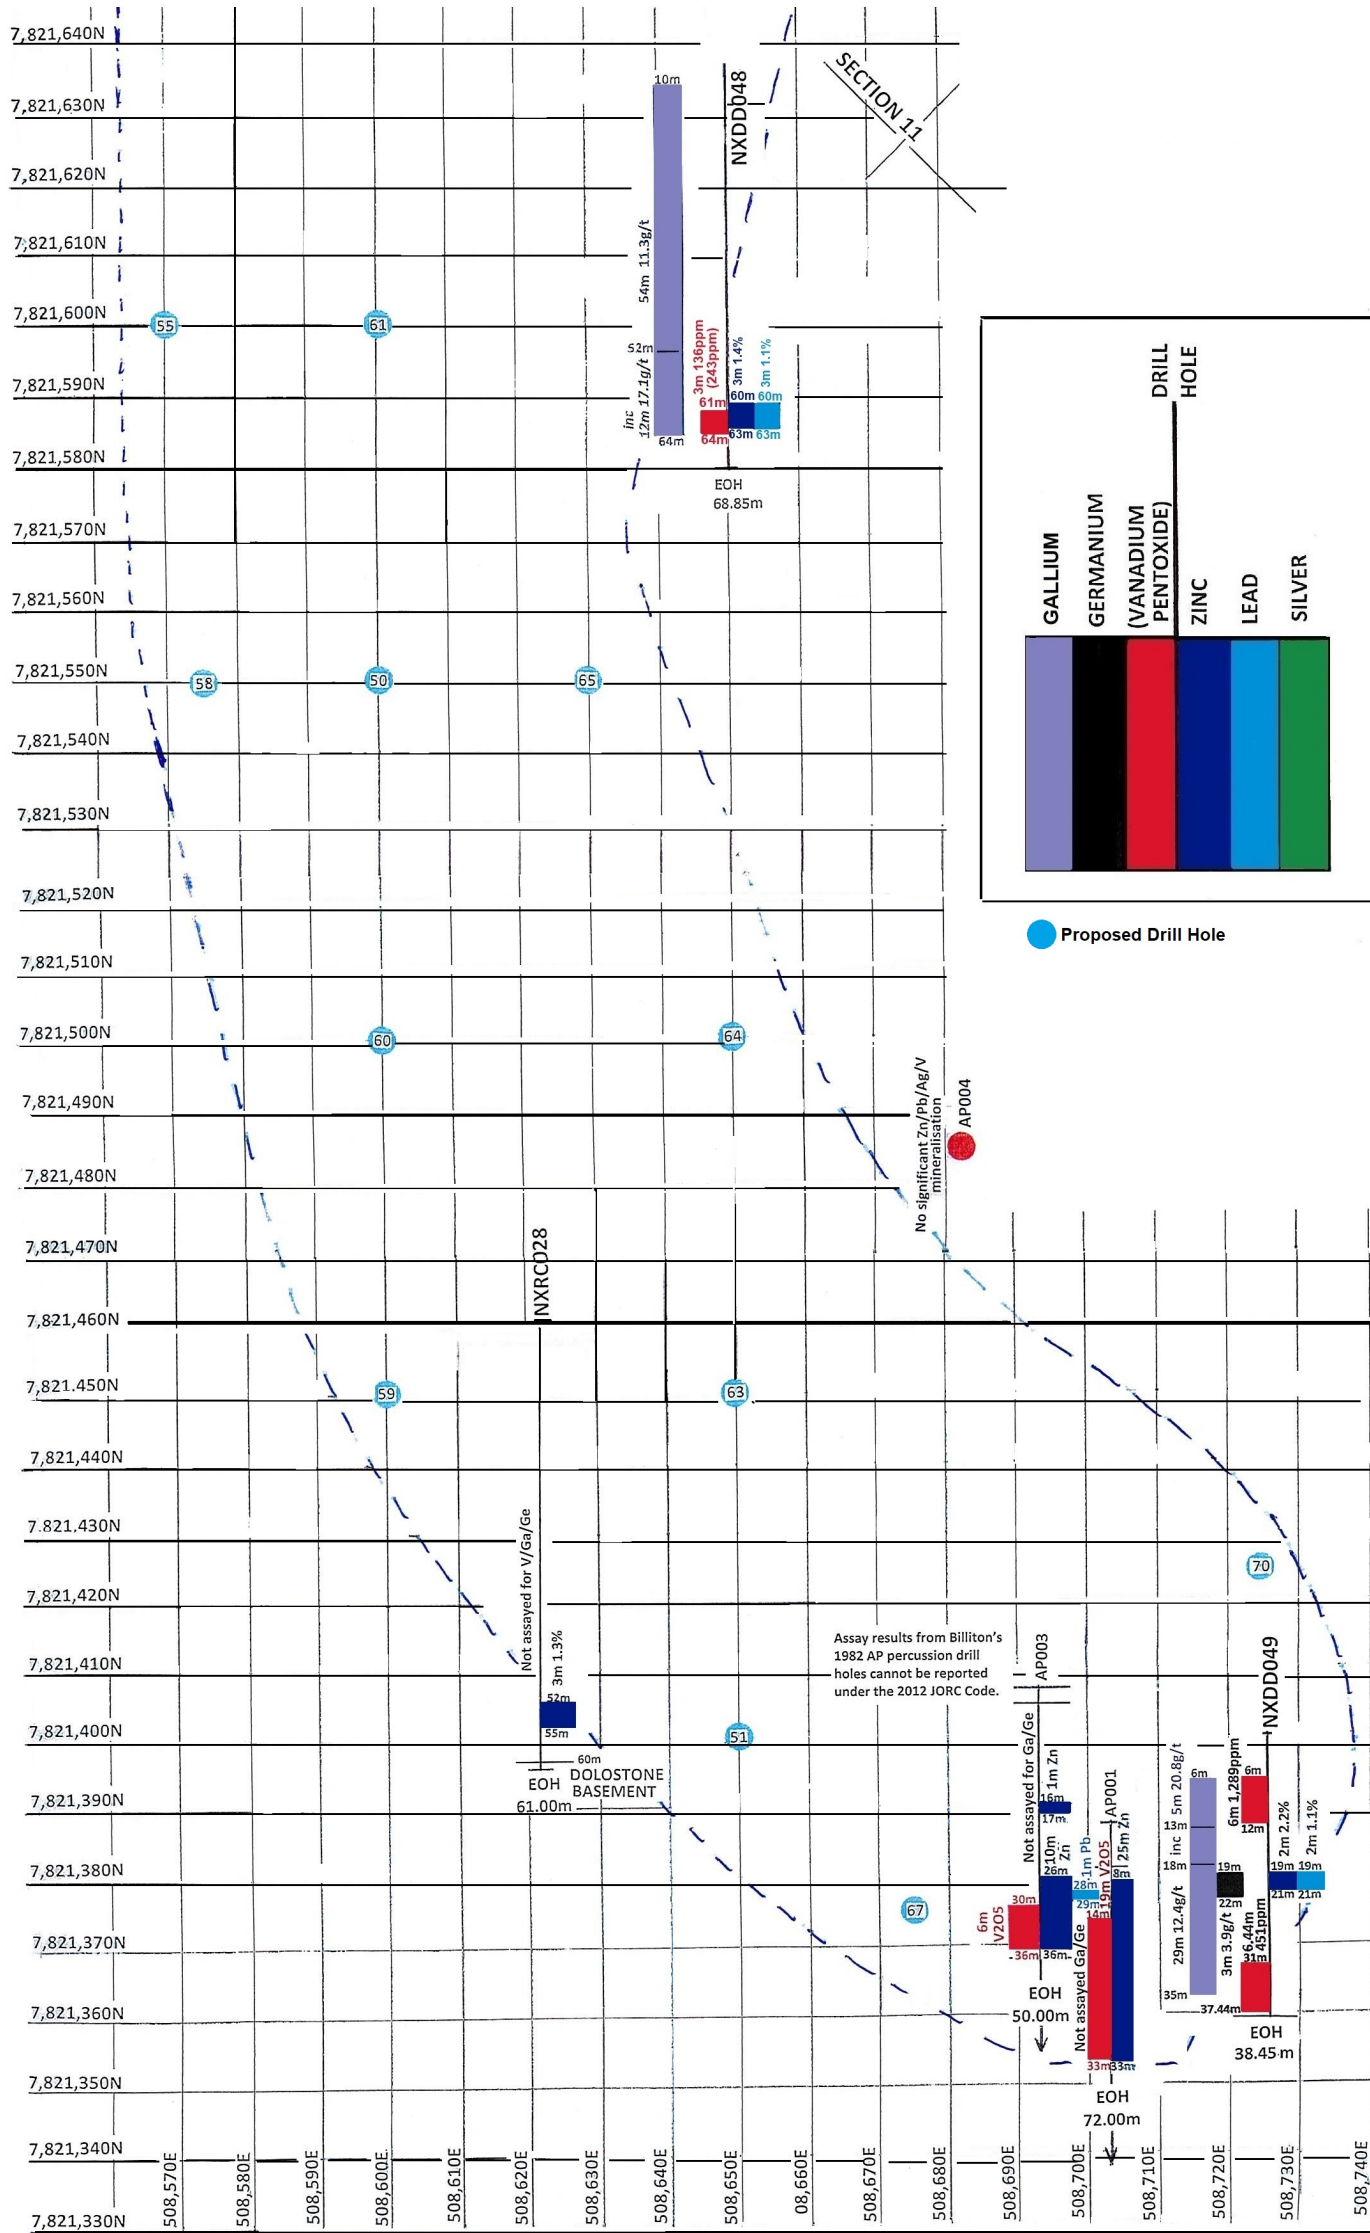 7,821,640N
7,821,630N
7,821,620N
7,821,610N
7,821,600N
7,821,590N
7,821,580N
7,821,570N
7,821,560N
7,821,550N
7,821,540N
7,821,530N
7,821,520N
7,821,510N
7,821,500N
7,821,490N
7,821,480N
7,821,470N
7,821,460N
7,821.450N
7,821,440N
7.821,430N
7,821,420N
7,821,410N
7,821,400N
7,821,390N
7,821,380N
7,821,370N
7,821,360N
7,821,350N
7,821,340N
7,821,330N
SECTION 11
NXDD048
10m
54m 11.3g/t
52m
inc
12m 17.1g/t
64m
3m 136ppm
(243ppm)
61m
64m
3m 1.4%
60m
63m
3m 1.1%
60m
63m
EOH
68.85m
55
61
58
50
65
60
64
59
63
70
51
67
DRILL
HOLE
GALLIUM
GERMANIUM
(VANADIUM
PENTOXIDE)
ZINC
LEAD
SILVER
Proposed Drill Hole
No significant Zn/Pb/Ag/V
mineralisation
AP004
NXRC028
Not assayed for V/Ga/Ge
3m 1.3%
52m
55m
60m
EOH
61.00m
DOLOSTONE
BASEMENT
Assay results from Billiton's
1982 AP percussion drill
holes cannot be reported
under the 2012 JORC Code.
AP003
Not assayed for Ga/Ge
1m Zn
16m
17m
10m
Zn
26m
36m
1m Pb
28m
29m
6m
V2O5
30m
36m
EOH
50.00m
AP001
Not assayed Ga/Ge
19m V2O5
14m
33m
25m Zn
8m
33m
EOH
72.00m
NXDD049
29m 12.4g/t inc 5m 20.8g/t
6m
13m
18m
35m
3m 3.9g/t
19m
22m
6m 1,289ppm
6m
12m
6.44m
451ppm
31m
37.44m
2m 2.2%
19m
21m
2m 1.1%
19m
21m
EOH
38.45m
508,570E
508,580E
508,590E
508,600E
508,610E
508,620E
508,630E
508,640E
508,650E
08,660E
508,670E
508,680E
508,690E
508,700E
508,710E
508,720E
508,730E
508,740E